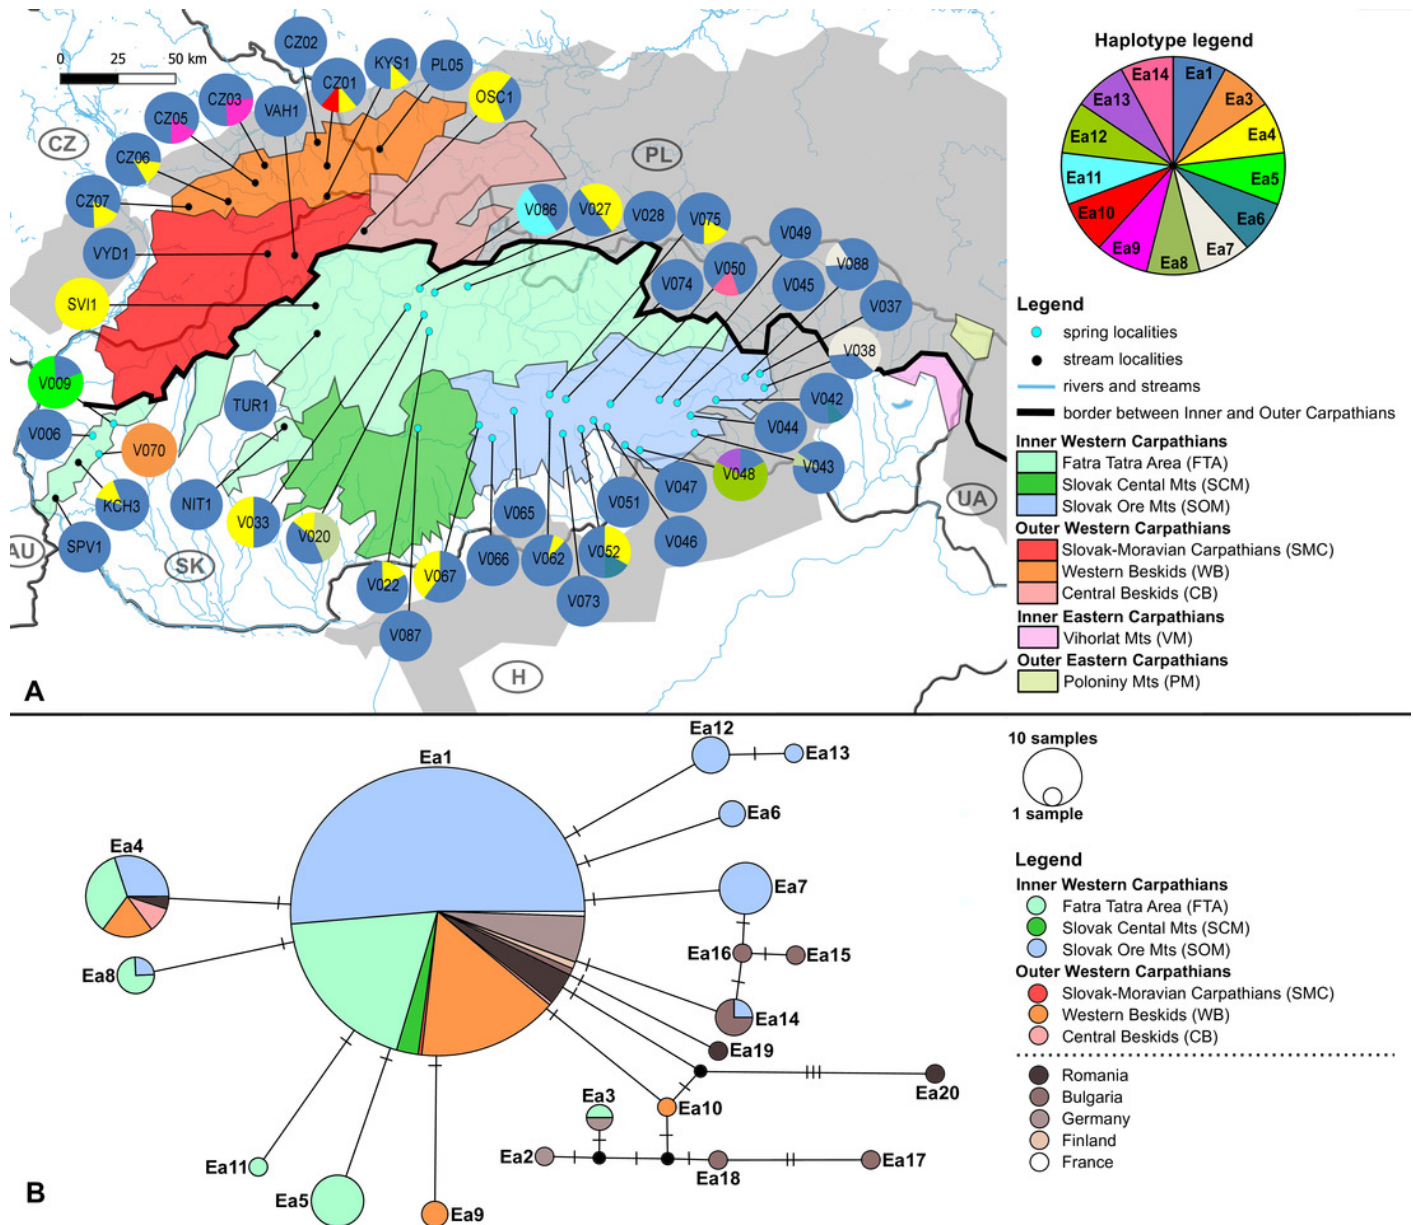 0 25 50 km
CZ02
KYS1
PL05
CZ01
OSC1
CZ03
VAH1
CZ05
CZ
CZ06
PL
CZ07
V086
V027
V028
V075
V049
V050
V088
VYD1
V074
V045
SVI1
V037
V038
V009
V042
V006
TUR1
V044
V070
V043
V048
KCH3
NIT1
V047
UA
V033
V065
V051
AU
SPV1
SK
V020
V046
V066
V062
V052
V022
V067
V073
V087
H
A
Haplotype legend
Ea14
Ea1
Ea13
Ea3
Ea12
Ea4
Ea11
Ea5
Ea10
Ea6
Ea9
Ea8
Ea7
Legend
spring localities
stream localities
rivers and streams
border between Inner and Outer Carpathians
Inner Western Carpathians
Fatra Tatra Area (FTA)
Slovak Cental Mts (SCM)
Slovak Ore Mts (SOM)
Outer Western Carpathians
Slovak-Moravian Carpathians (SMC)
Western Beskids (WB)
Central Beskids (CB)
Inner Eastern Carpathians
Vihorlat Mts (VM)
Outer Eastern Carpathians
Poloniny Mts (PM)
Ea1
Ea12
Ea13
Ea6
Ea4
Ea7
Ea16
Ea15
Ea8
Ea14
Ea19
Ea20
Ea3
Ea10
Ea11
Ea2
Ea18
Ea17
Ea5
Ea9
B
10 samples
1 sample
Legend
Inner Western Carpathians
Fatra Tatra Area (FTA)
Slovak Cental Mts (SCM)
Slovak Ore Mts (SOM)
Outer Western Carpathians
Slovak-Moravian Carpathians (SMC)
Western Beskids (WB)
Central Beskids (CB)
Romania
Bulgaria
Germany
Finland
France